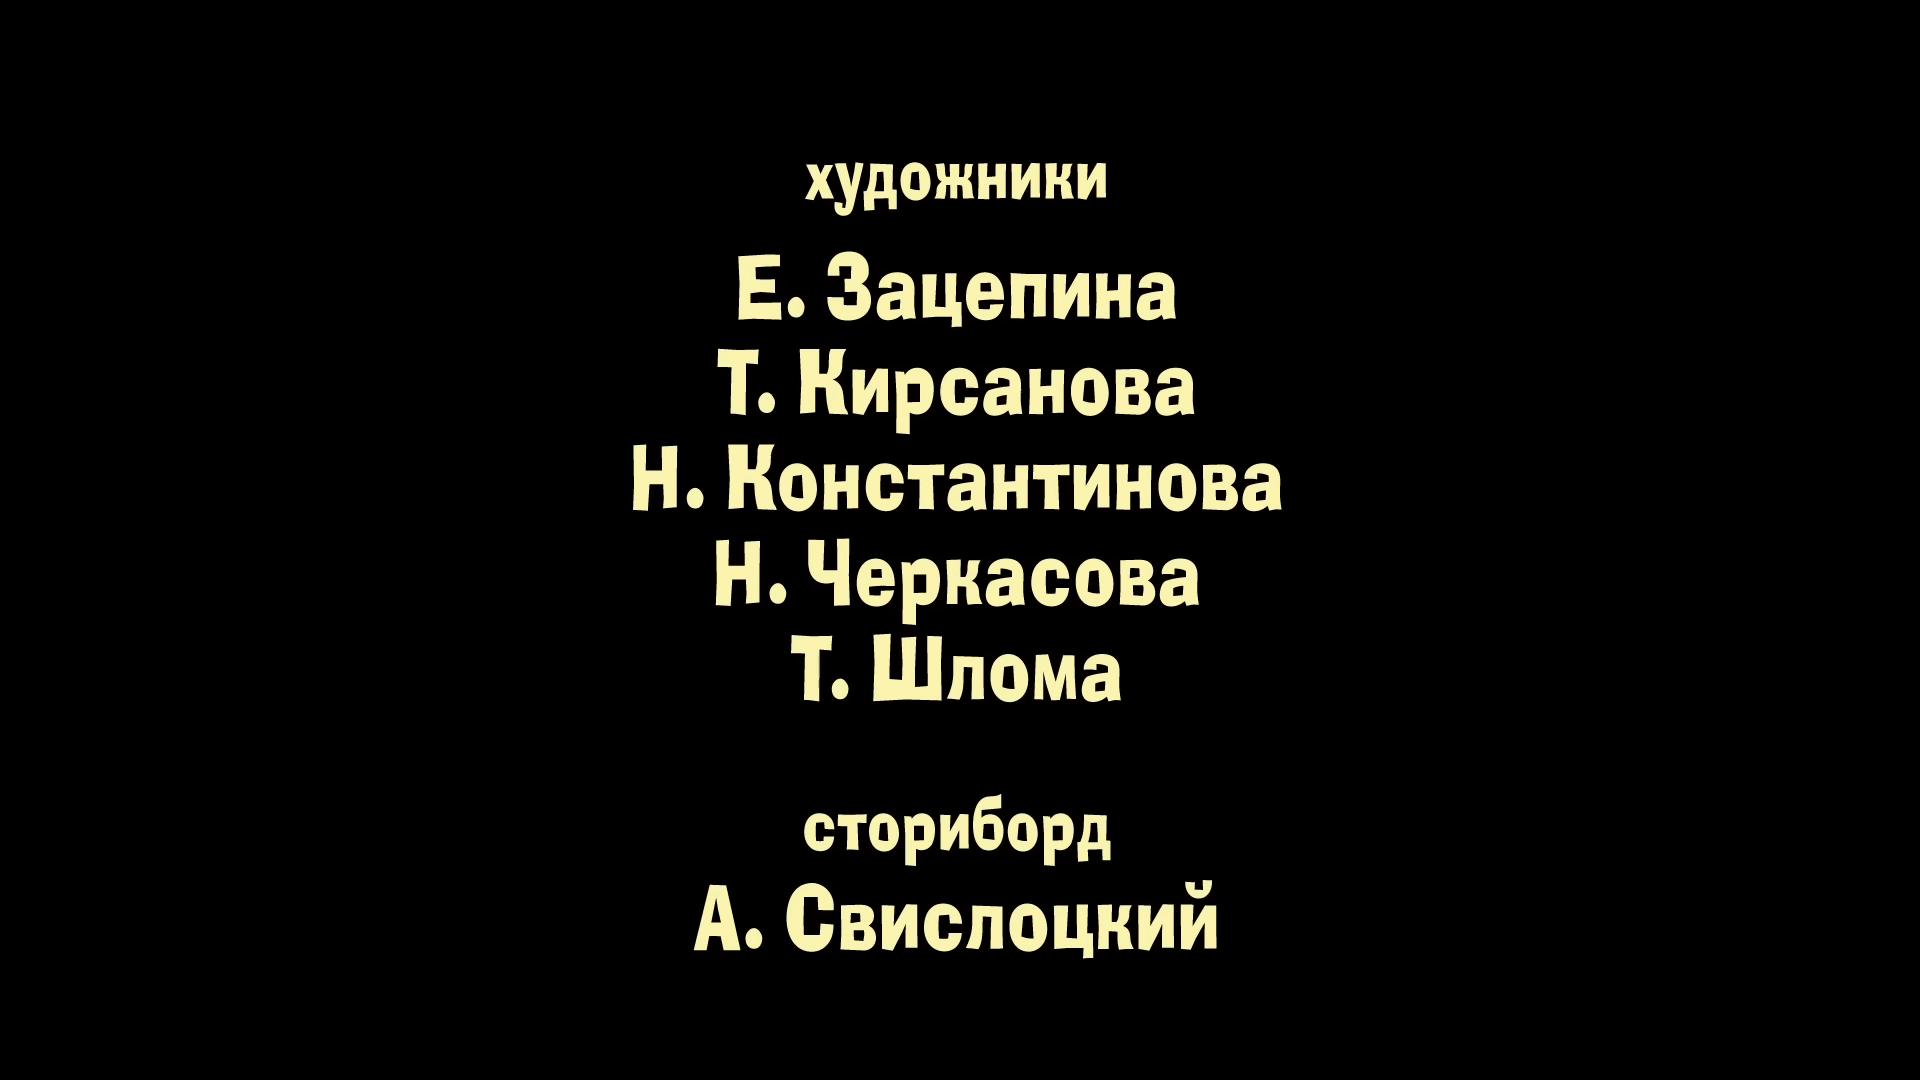 художники
Е. Зацепина
Т. Кирсанова
Н. Константинова
Н. Черкасова
Т. Шлома
сториборд
А. Свислоцкий